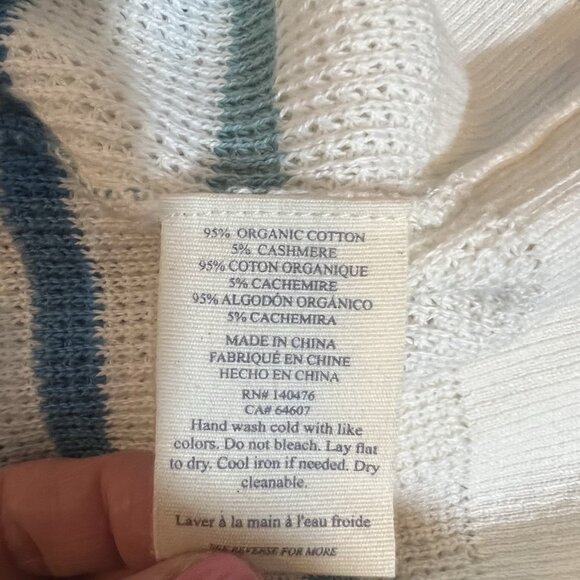 95% ORGANIC COTTON
5% CASHMERE
95% COTON ORGANIQUE
5% CACHEMIRE
95% ALGODÓN ORGÁNICO
5% CACHEMIRA
MADE IN CHINA
FABRIQUÉ EN CHINE
HECHO EN CHINA
RN# 140476
CA# 64607
Hand wash cold with like
colors. Do not bleach. Lay flat
to dry. Cool iron if needed. Dry
cleanable.
Laver à la main à l'eau froide
SEE REVERSE FOR MORE